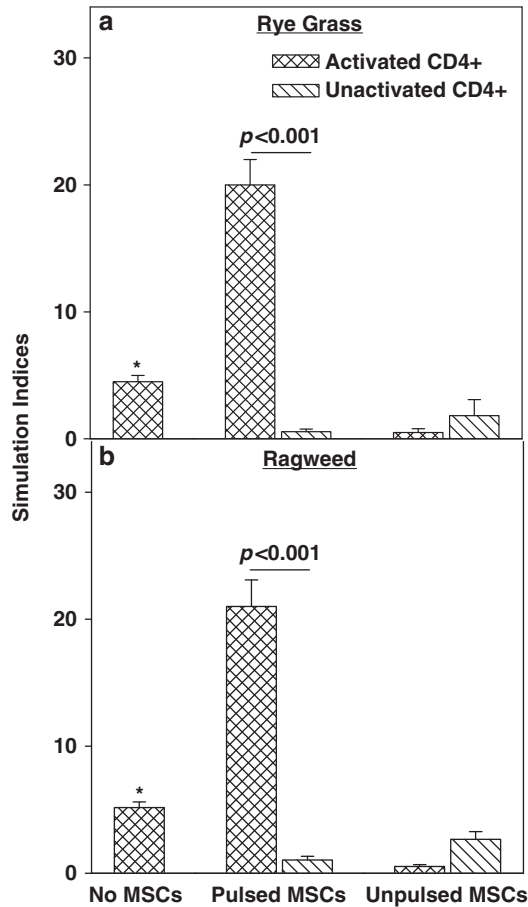 a
Rye Grass
30
Activated CD4+
Unactivated CD4+
p<0.001
20
10
*
0
Simulation Indices
b
Ragweed
30
p<0.001
20
10
*
0
No MSCs Pulsed MSCs Unpulsed MSCs